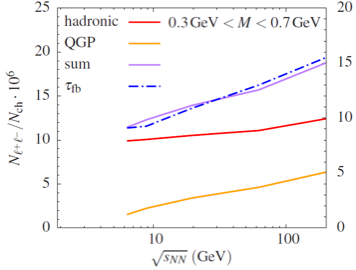 25
20
15
10
5
0
hadronic
QGP
sum
τfb
0.3 GeV < M < 0.7 GeV
20
15
10
5
0
Nℓ+ℓ−/Nch · 10⁶
10
100
√sNN (GeV)